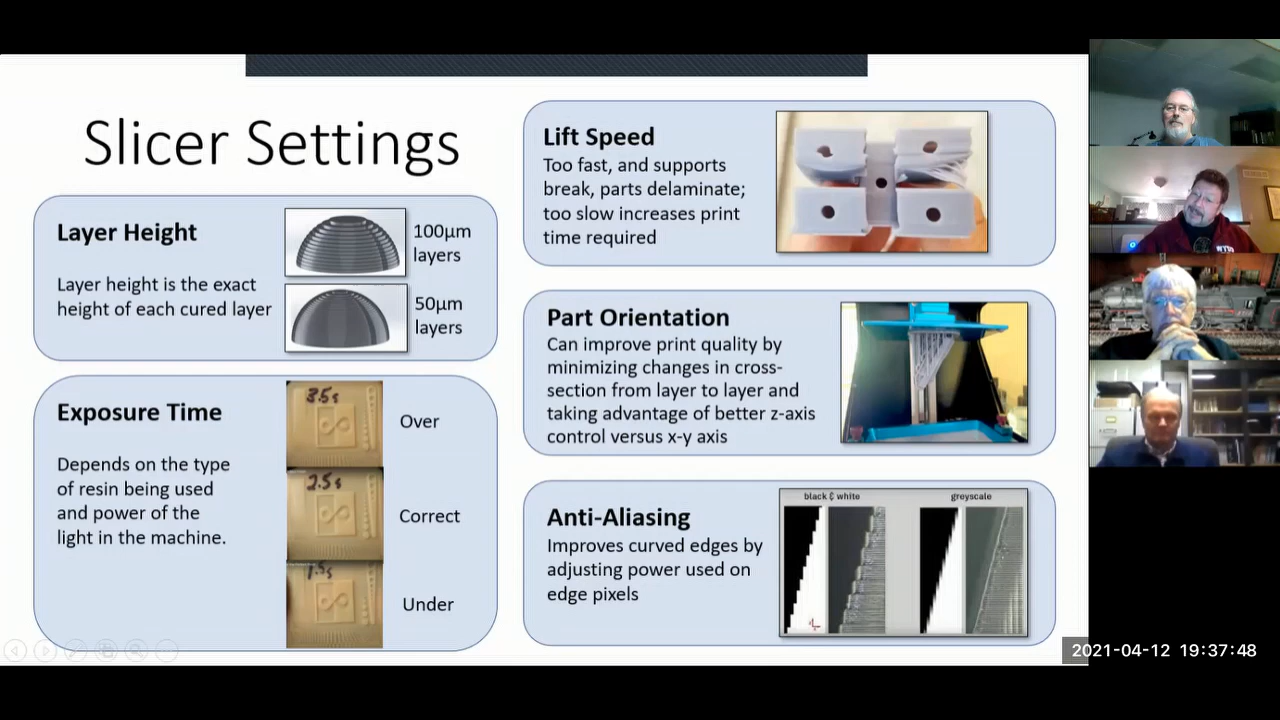 Slicer Settings
Layer Height
Layer height is the exact
height of each cured layer
100µm
layers
50µm
layers
Exposure Time
Depends on the type
of resin being used
and power of the
light in the machine.
3.5s
Over
2.5s
Correct
1.5s
Under
Lift Speed
Too fast, and supports
break, parts delaminate;
too slow increases print
time required
Part Orientation
Can improve print quality by
minimizing changes in cross-
section from layer to layer and
taking advantage of better z-axis
control versus x-y axis
Anti-Aliasing
Improves curved edges by
adjusting power used on
edge pixels
black & white
greyscale
2021-04-12 19:37:48